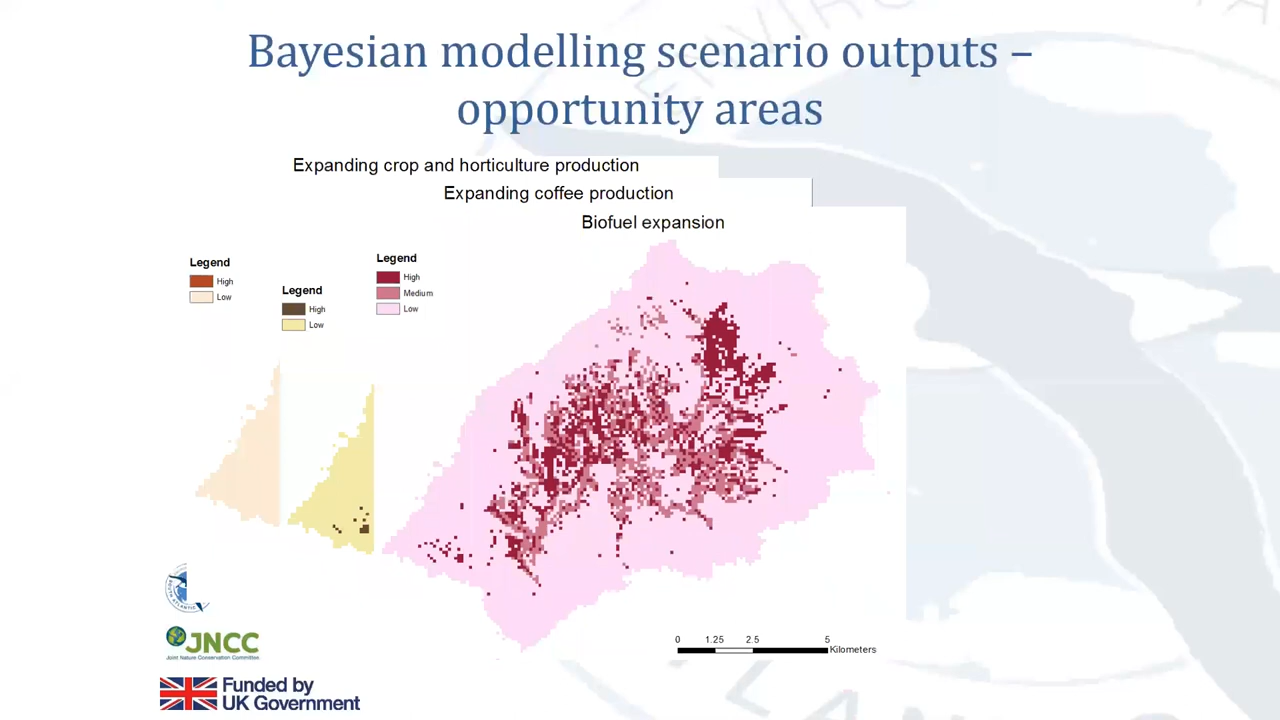 Bayesian modelling scenario outputs –
opportunity areas
Expanding crop and horticulture production
Expanding coffee production
Biofuel expansion
Legend
High
Low
Legend
High
Low
Legend
High
Medium
Low
0 1.25 2.5 5
Kilometers
SOUTH ATLANTIC
JNCC
Joint Nature Conservation Committee
Funded by
UK Government